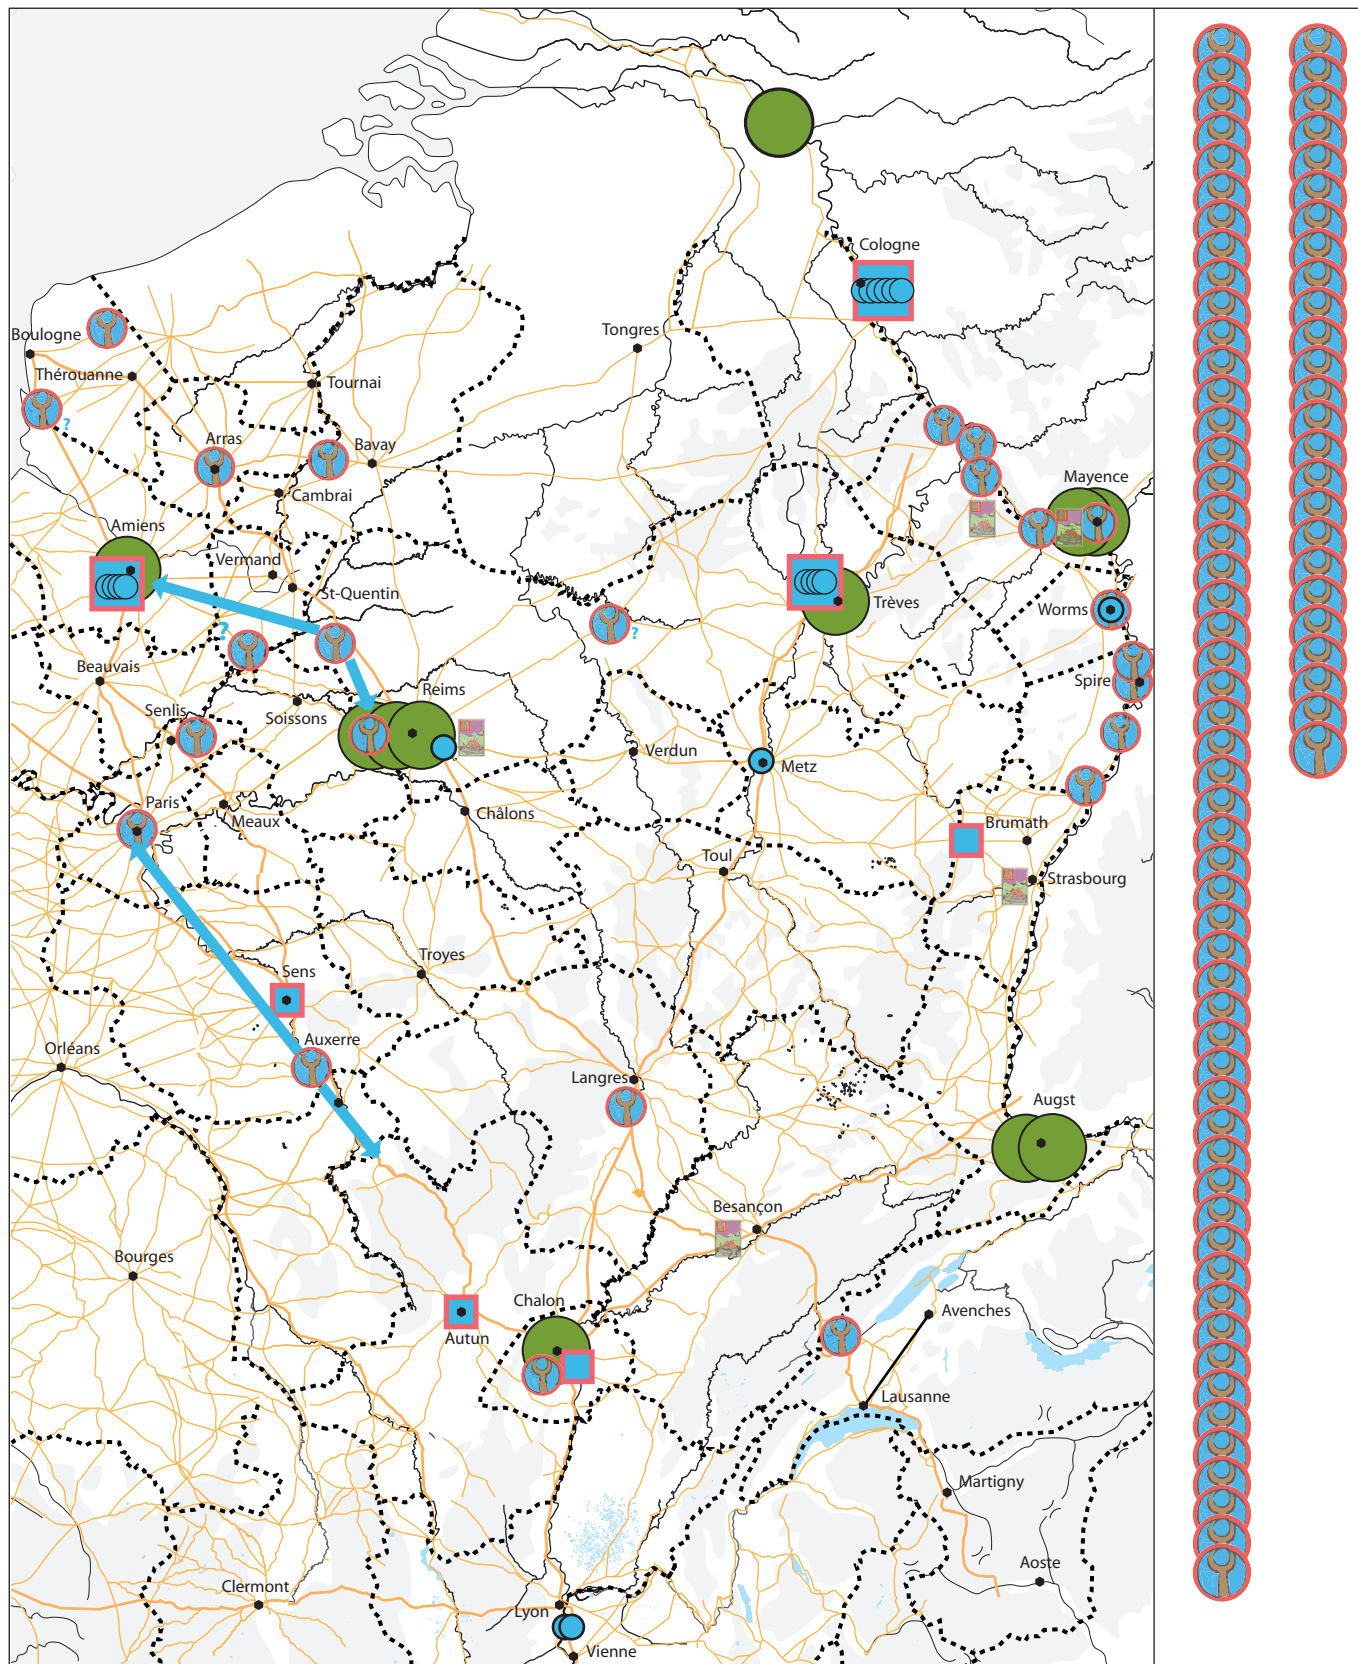 Cologne
Boulogne
Tongres
Thérouanne
Tournai
?
Arras
Bavay
Mayence
Cambrai
Amiens
Vermand
St-Quentin
Trèves
Worms
?
?
Beauvais
Reims
Spire
Senlis
Soissons
Verdun
Metz
Paris
Meaux
Châlons
Brumath
Toul
Strasbourg
Troyes
Sens
Auxerre
Orléans
Langres
Augst
Besançon
Bourges
Chalon
Avenches
Autun
Lausanne
Martigny
Aoste
Clermont
Lyon
Vienne